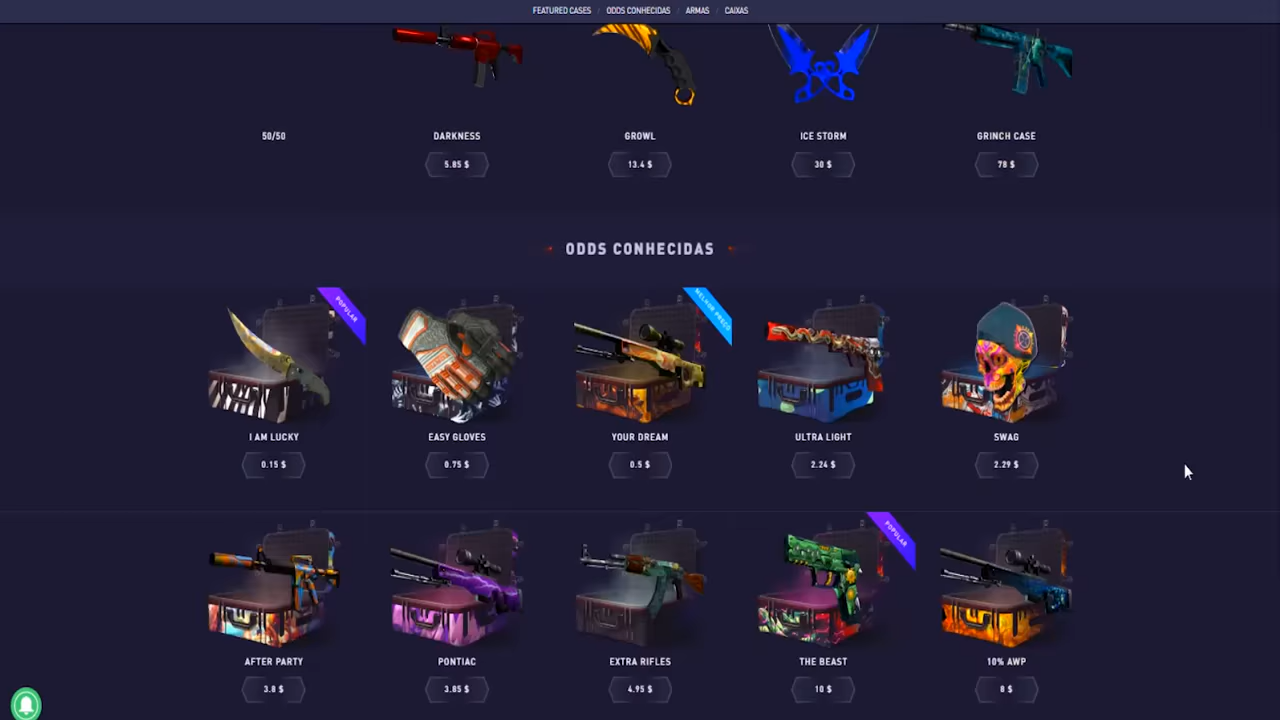 FEATURED CASES / ODDS CONHECIDAS / ARMAS / CAIXAS
50/50 DARKNESS GROWL ICE STORM GRINCH CASE
5.85 $ 13.4 $ 30 $ 78 $
ODDS CONHECIDAS
POPULAR MELHOR PREÇO
I AM LUCKY EASY GLOVES YOUR DREAM ULTRA LIGHT SWAG
0.15 $ 0.75 $ 0.5 $ 2.24 $ 2.29 $
POPULAR
AFTER PARTY PONTIAC EXTRA RIFLES THE BEAST 10% AWP
3.8 $ 3.85 $ 4.95 $ 10 $ 8 $